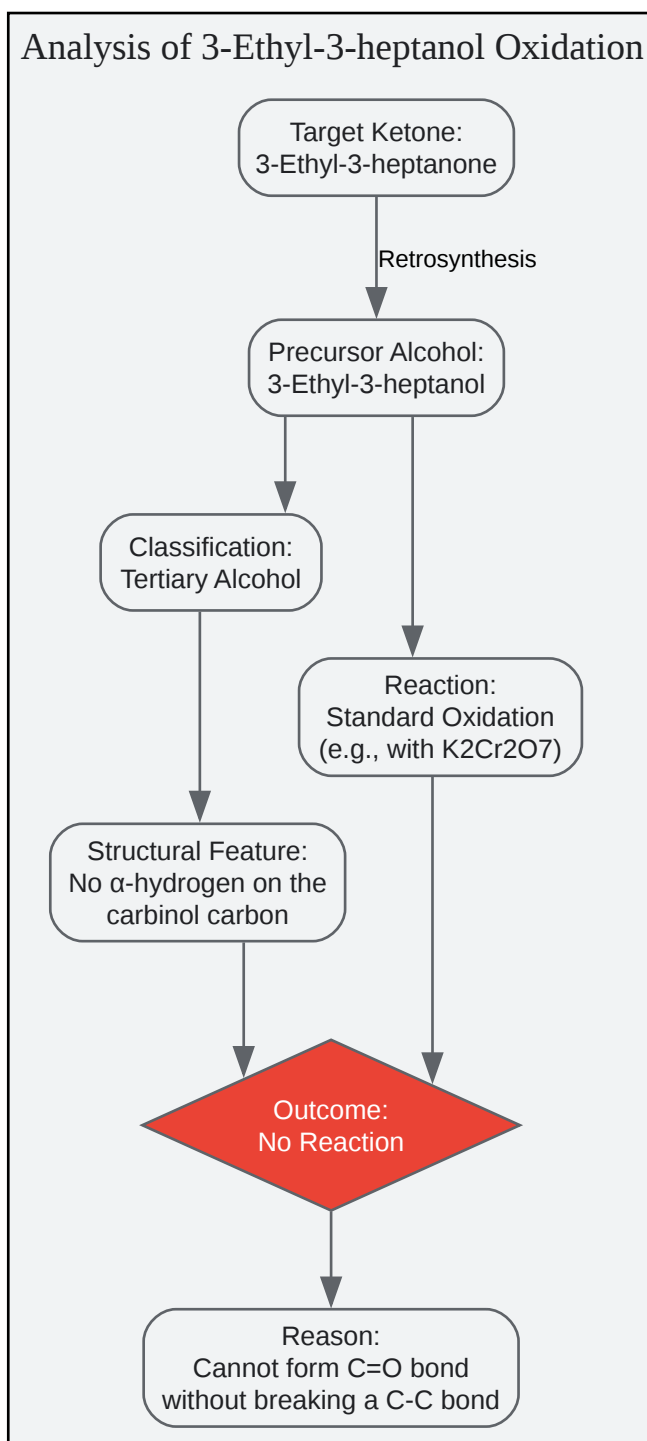 Analysis of 3-Ethyl-3-heptanol Oxidation
Target Ketone:
3-Ethyl-3-heptanone
Retrosynthesis
Precursor Alcohol:
3-Ethyl-3-heptanol
Classification:
Tertiary Alcohol
Reaction:
Standard Oxidation
(e.g., with K2Cr2O7)
Structural Feature:
No α-hydrogen on the
carbinol carbon
Outcome:
No Reaction
Reason:
Cannot form C=O bond
without breaking a C-C bond